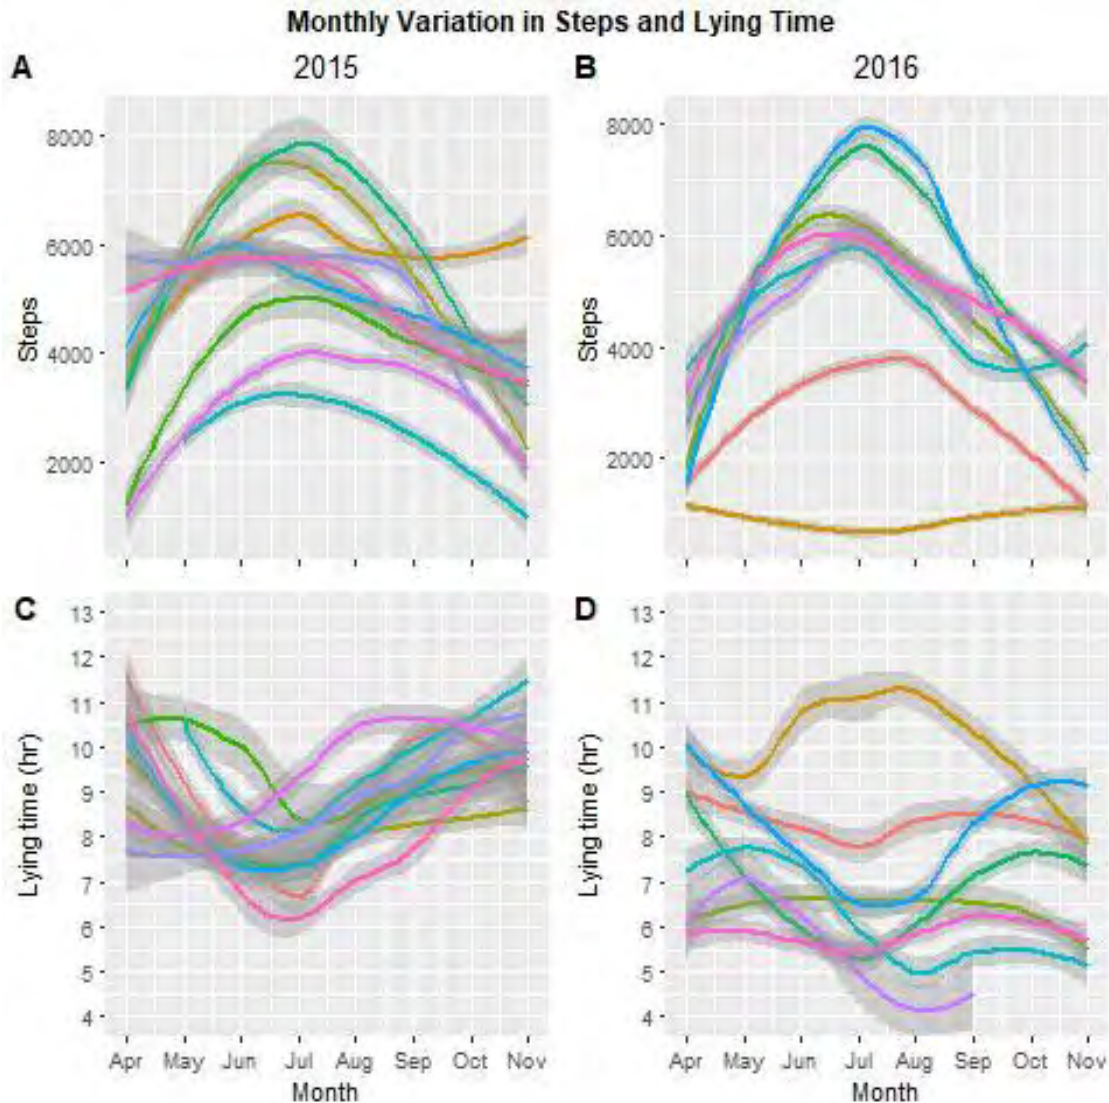 Monthly Variation in Steps and Lying Time
A 2015 B 2016
8000
6000
4000
2000
Steps
8000
6000
4000
2000
Steps
C
13
12
11
10
9
8
7
6
5
4
Lying time (hr)
Apr May Jun Jul Aug Sep Oct Nov
Month
D
13
12
11
10
9
8
7
6
5
4
Lying time (hr)
Apr May Jun Jul Aug Sep Oct Nov
Month